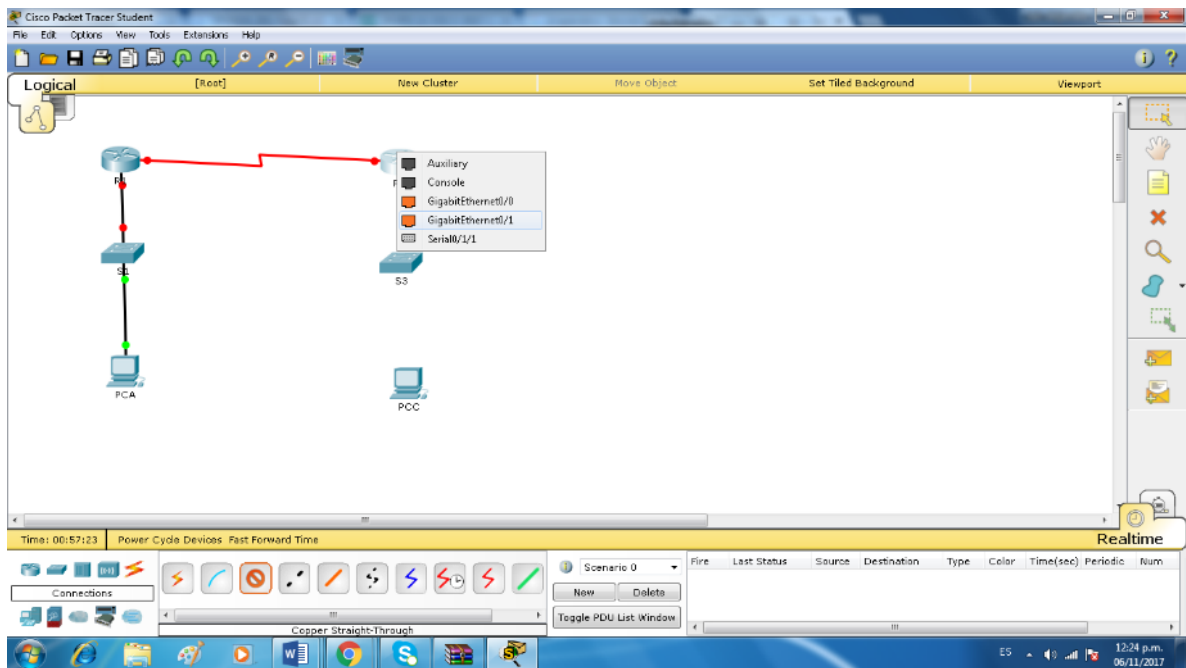 Cisco Packet Tracer Student
File Edit Options View Tools Extensions Help
Logical [Root] New Cluster Move Object Set Tiled Background Viewport
Auxiliary
Console
GigabitEthernet0/0
GigabitEthernet0/1
Serial0/1/1
R1
S1
S3
PCA
PCC
Time: 00:57:23 Power Cycle Devices Fast Forward Time Realtime
Connections
Copper Straight-Through
Scenario 0
New Delete
Toggle PDU List Window
Fire Last Status Source Destination Type Color Time(sec) Periodic Num
ES 12:24 p.m.
06/11/2017